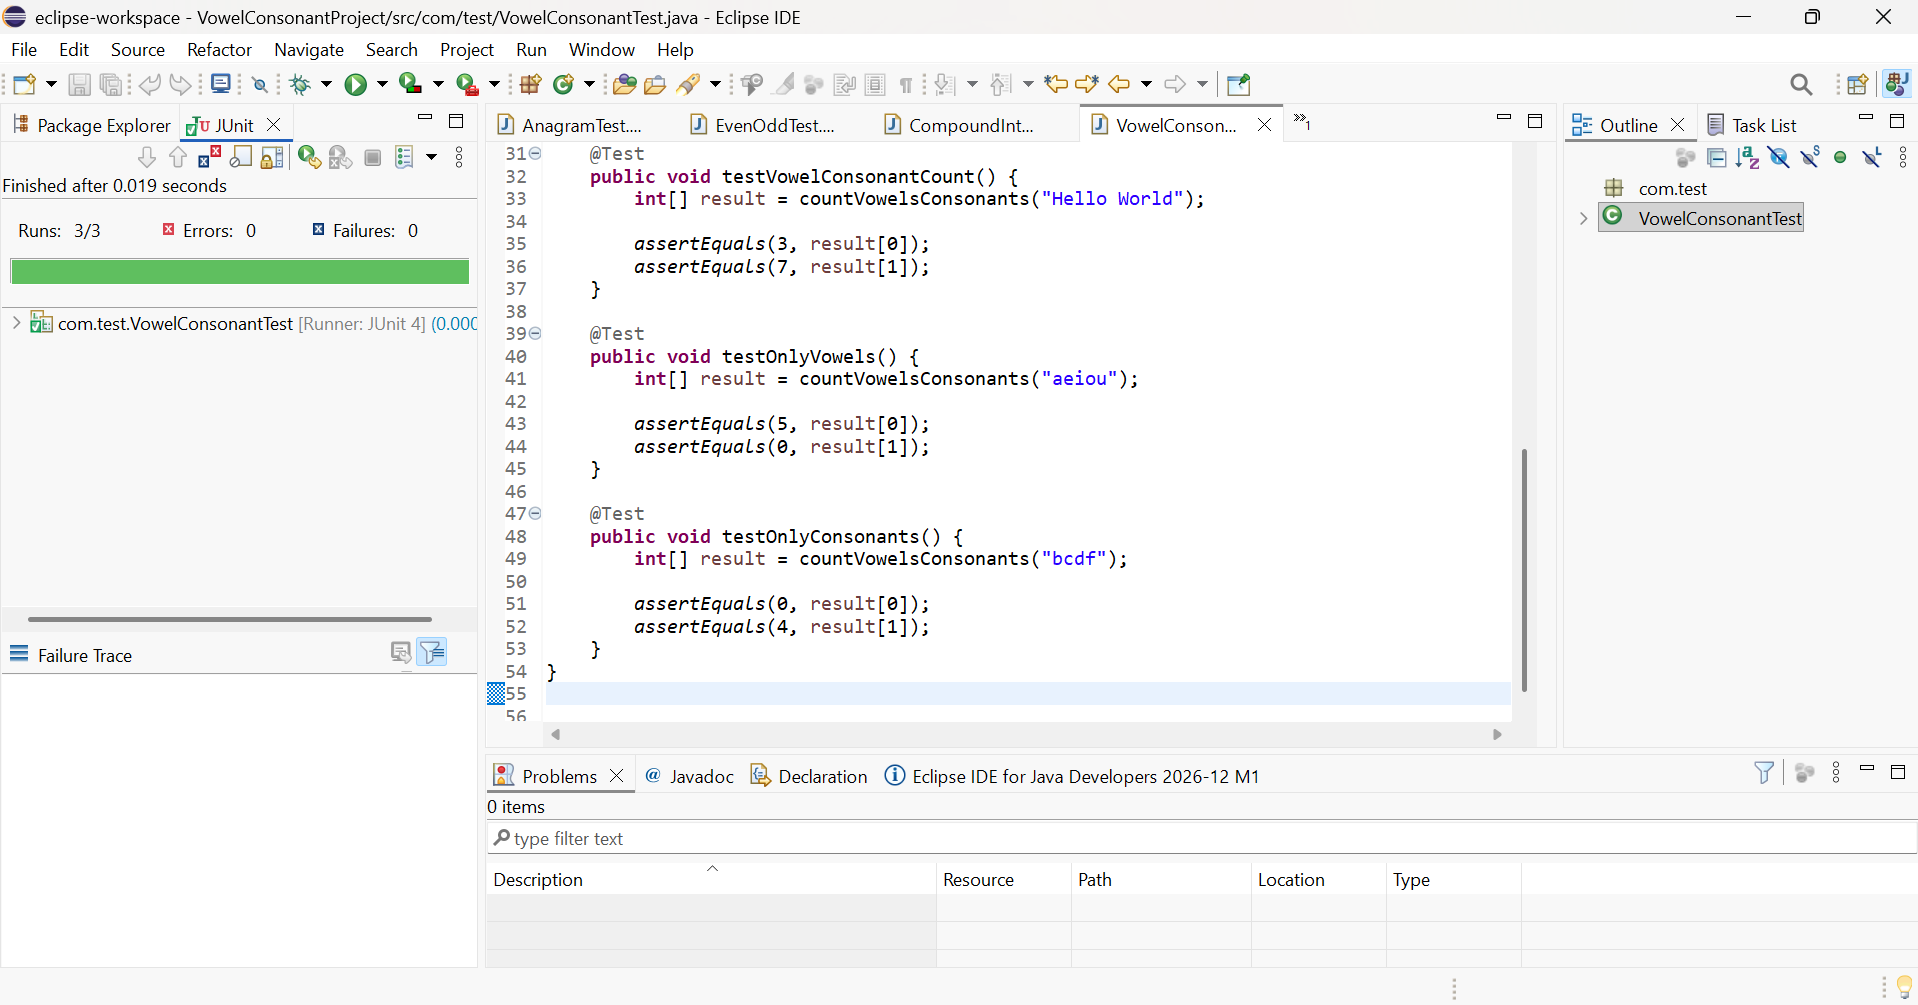 eclipse-workspace - VowelConsonantProject/src/com/test/VowelConsonantTest.java - Eclipse IDE
File Edit Source Refactor Navigate Search Project Run Window Help
Package Explorer JUnit
Finished after 0.019 seconds
Runs: 3/3 Errors: 0 Failures: 0
com.test.VowelConsonantTest [Runner: JUnit 4] (0.000
Failure Trace
AnagramTest.... EvenOddTest.... CompoundInt... VowelConson... »1
31 @Test
32 public void testVowelConsonantCount() {
33 int[] result = countVowelsConsonants("Hello World");
34
35 assertEquals(3, result[0]);
36 assertEquals(7, result[1]);
37 }
38
39 @Test
40 public void testOnlyVowels() {
41 int[] result = countVowelsConsonants("aeiou");
42
43 assertEquals(5, result[0]);
44 assertEquals(0, result[1]);
45 }
46
47 @Test
48 public void testOnlyConsonants() {
49 int[] result = countVowelsConsonants("bcdf");
50
51 assertEquals(0, result[0]);
52 assertEquals(4, result[1]);
53 }
54 }
55
56
Outline Task List
com.test
VowelConsonantTest
Problems @ Javadoc Declaration Eclipse IDE for Java Developers 2026-12 M1
0 items
type filter text
Description Resource Path Location Type